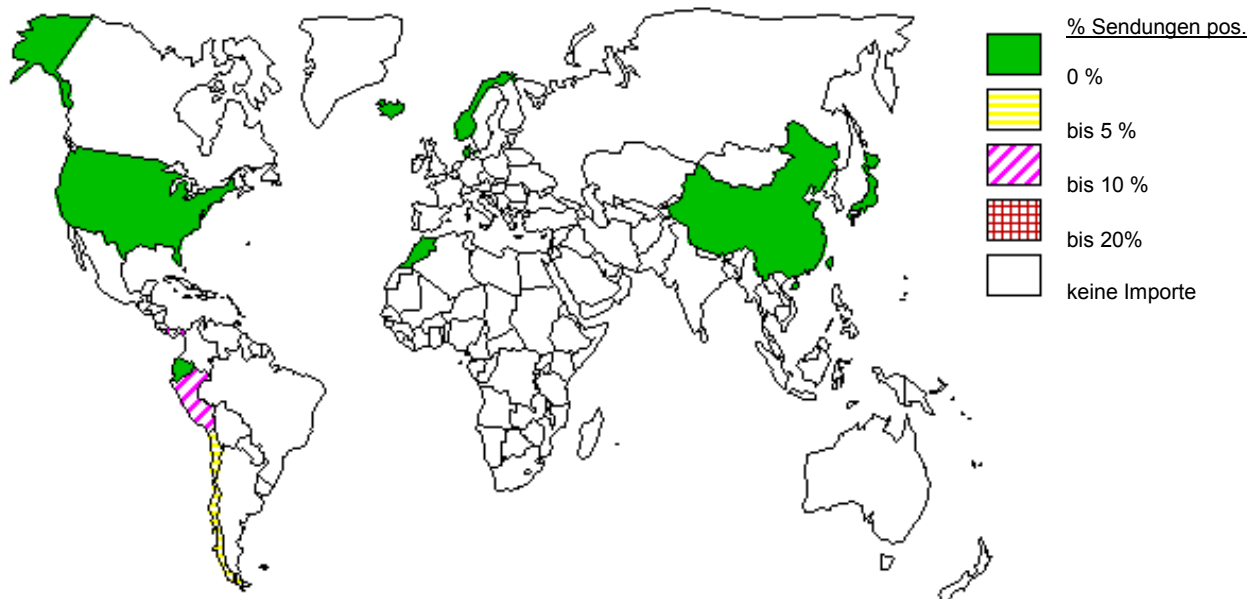 % Sendungen pos.
0 %
bis 5 %
bis 10 %
bis 20%
keine Importe